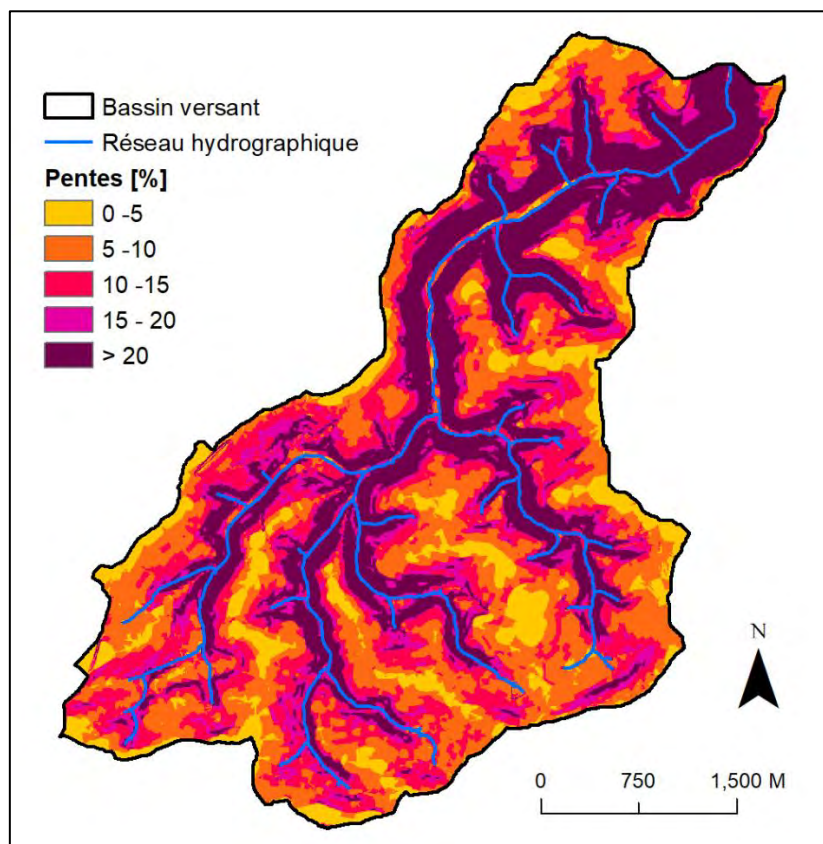 Bassin versant
Réseau hydrographique
Pentes [%]
0 -5
5 -10
10 -15
15 - 20
> 20
N
0 750 1,500 M